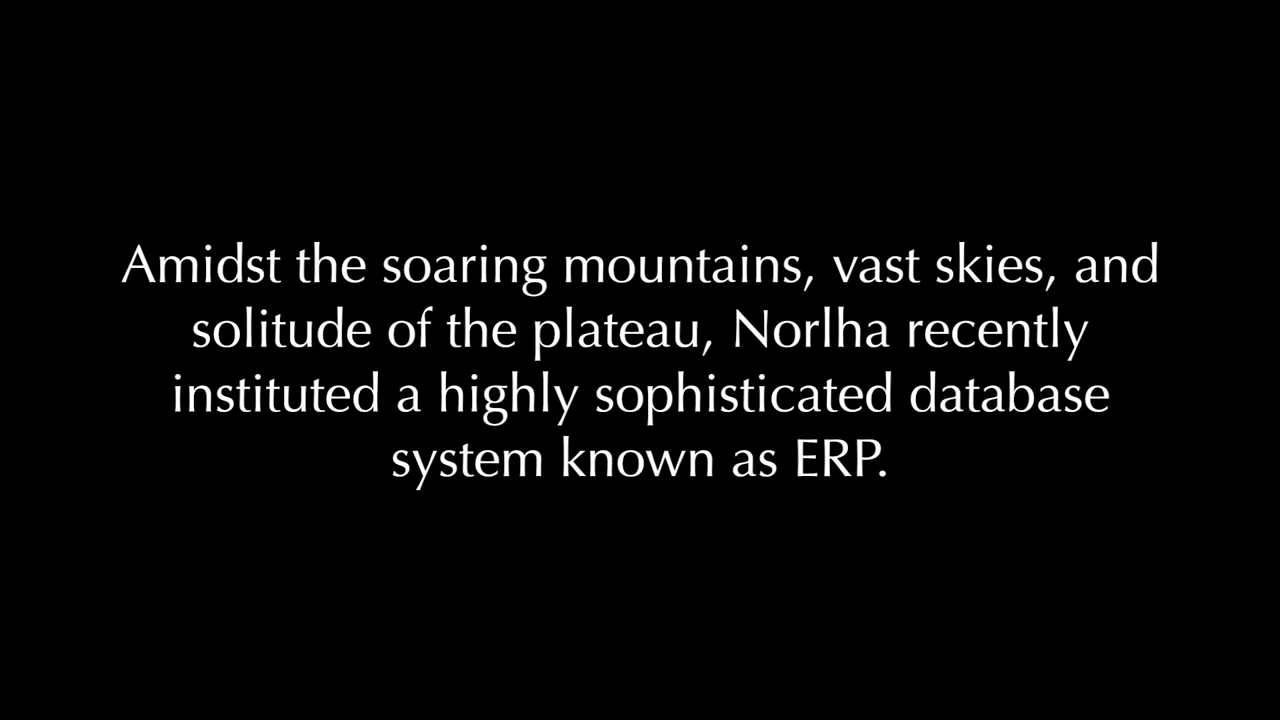 Amidst the soaring mountains, vast skies, and
solitude of the plateau, Norlha recently
instituted a highly sophisticated database
system known as ERP.